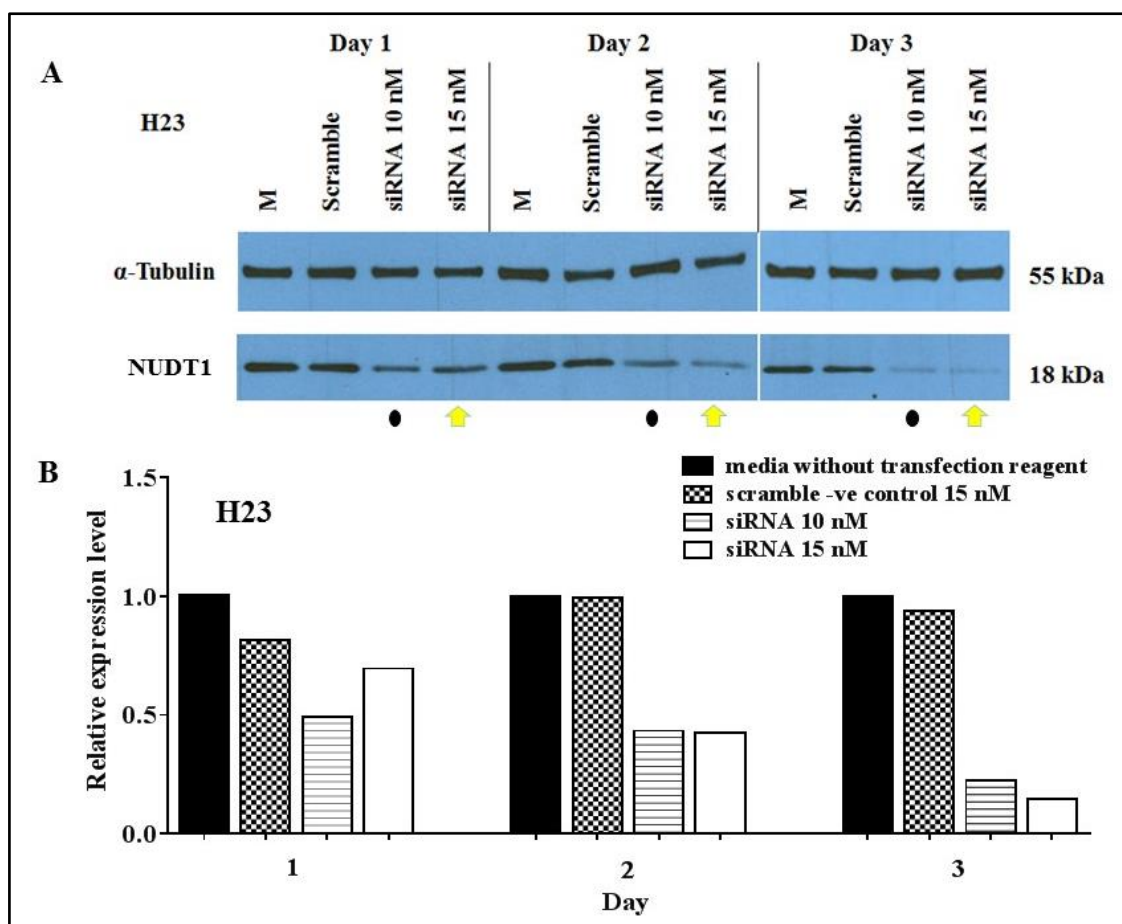 A
H23
Day 1
Day 2
Day 3
M
Scramble
siRNA 10 nM
siRNA 15 nM
M
Scramble
siRNA 10 nM
siRNA 15 nM
M
Scramble
siRNA 10 nM
siRNA 15 nM
α-Tubulin
55 kDa
NUDT1
18 kDa
B
H23
media without transfection reagent
scramble -ve control 15 nM
siRNA 10 nM
siRNA 15 nM
Relative expression level
1.5
1.0
0.5
0.0
1
2
3
Day